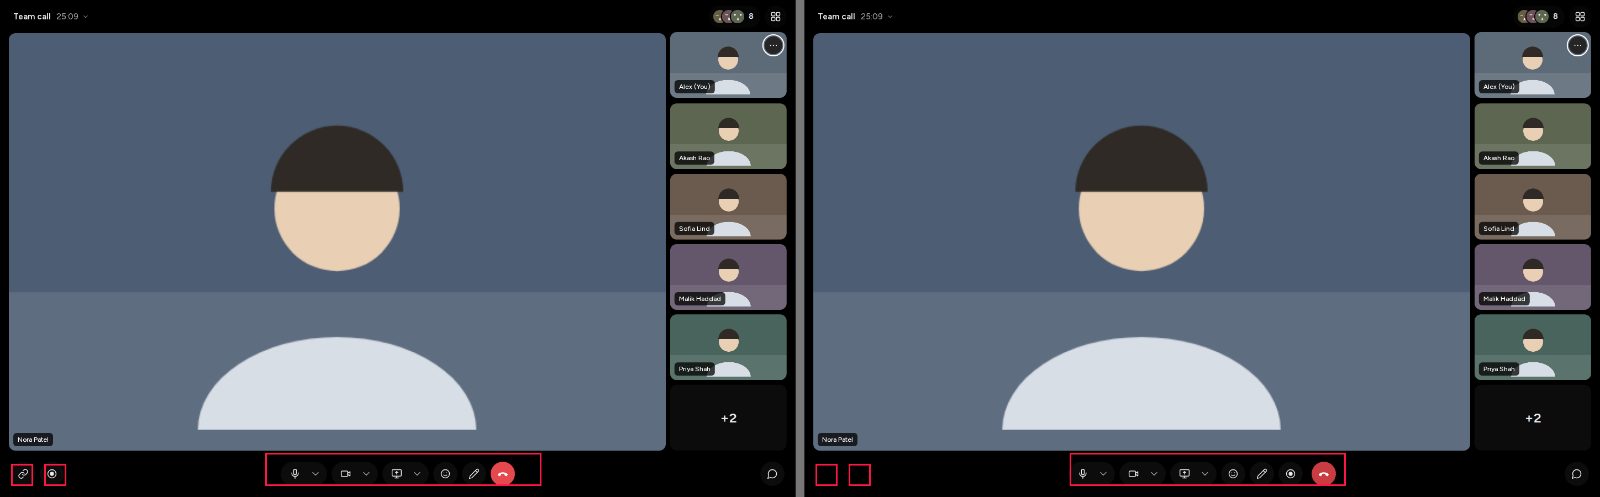 Team call 25:09
8
Alex (You)
Akash Rao
Sofia Lind
Malik Haddad
Priya Shah
+2
Nora Patel
Team call 25:09
8
Alex (You)
Akash Rao
Sofia Lind
Malik Haddad
Priya Shah
+2
Nora Patel